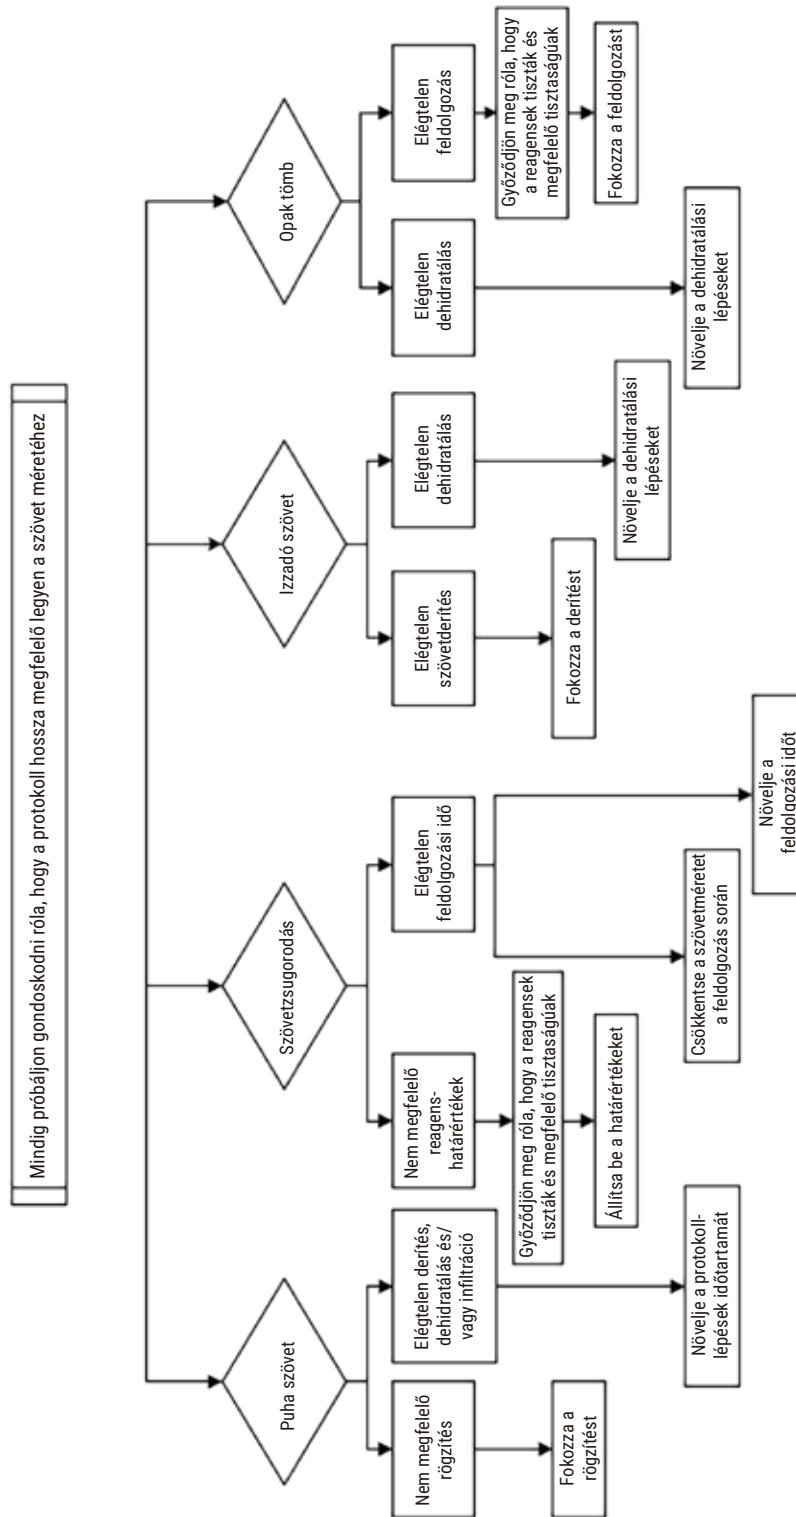 Mindig próbáljon gondoskodni róla, hogy a protokoll hossza megfelelő legyen a szövet méretéhez
Puha szövet
Szövetzsugorodás
Izzadó szövet
Opak tömb
Nem megfelelő
rögzítés
Elégtelen derítés,
dehidratálás és/
vagy infiltráció
Nem megfelelő
reagens-
határértékek
Elégtelen
feldolgozási idő
Elégtelen
szövetderítés
Elégtelen
dehidratálás
Elégtelen
dehidratálás
Elégtelen
feldolgozás
Győződjön meg róla, hogy a reagensek
tiszták és megfelelő tisztaságúak
Győződjön meg róla, hogy
a reagensek tiszták és
megfelelő tisztaságúak
Fokozza a
rögzítést
Állítsa be a határértékeket
Fokozza a derítést
Növelje a dehidratálási
lépéseket
Fokozza a feldolgozást
Növelje a protokoll-
lépések időtartamát
Csökkentse a szövetméretet
a feldolgozás során
Növelje a dehidratálási
lépéseket
Növelje a
feldolgozási időt